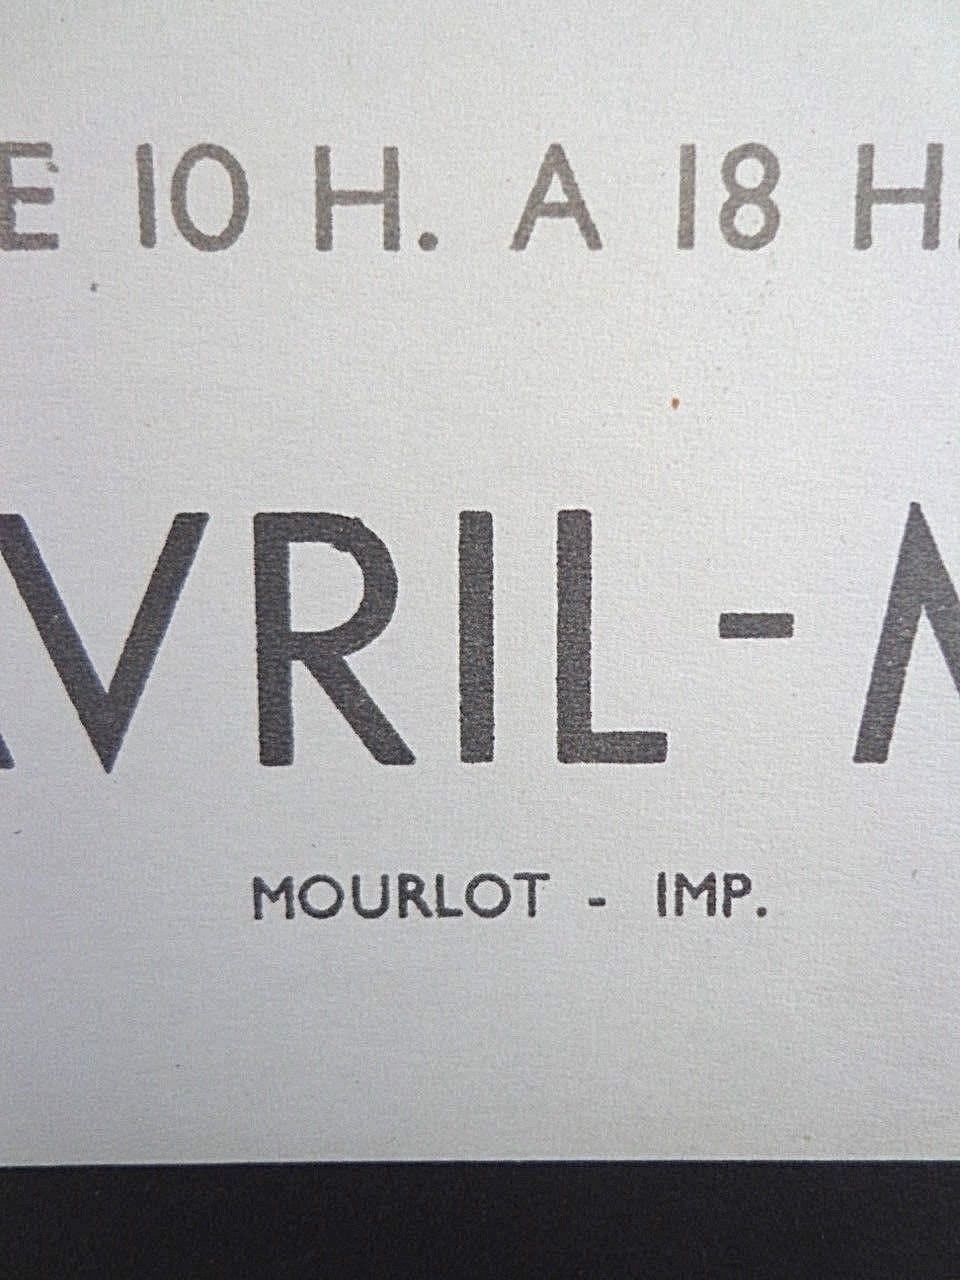 E 10 H. A 18 H.
VRIL-M
MOURLOT - IMP.